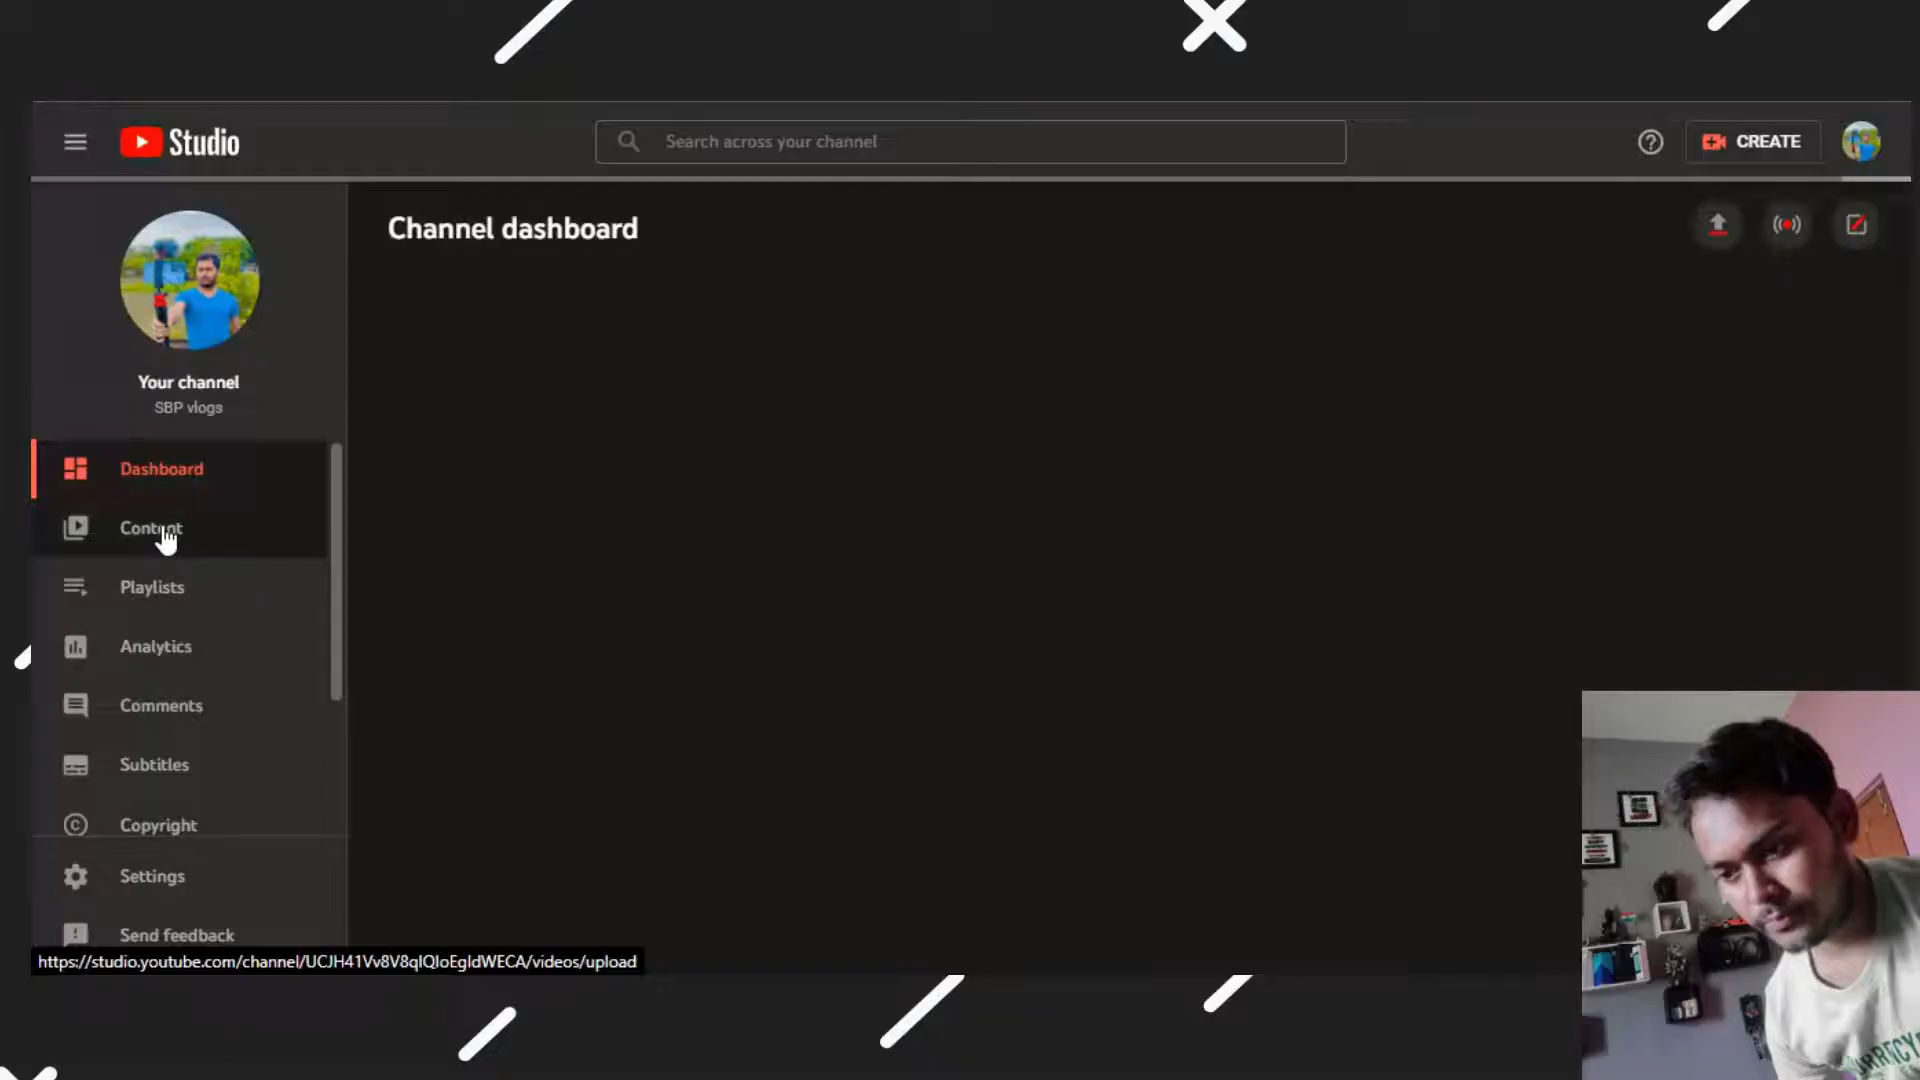 Studio
Search across your channel
CREATE
Channel dashboard
Your channel
SBP vlogs
Dashboard
Content
Playlists
Analytics
Comments
Subtitles
Copyright
Settings
Send feedback
https://studio.youtube.com/channel/UCJH41Vv8V8qlQIoEgldWECA/videos/upload